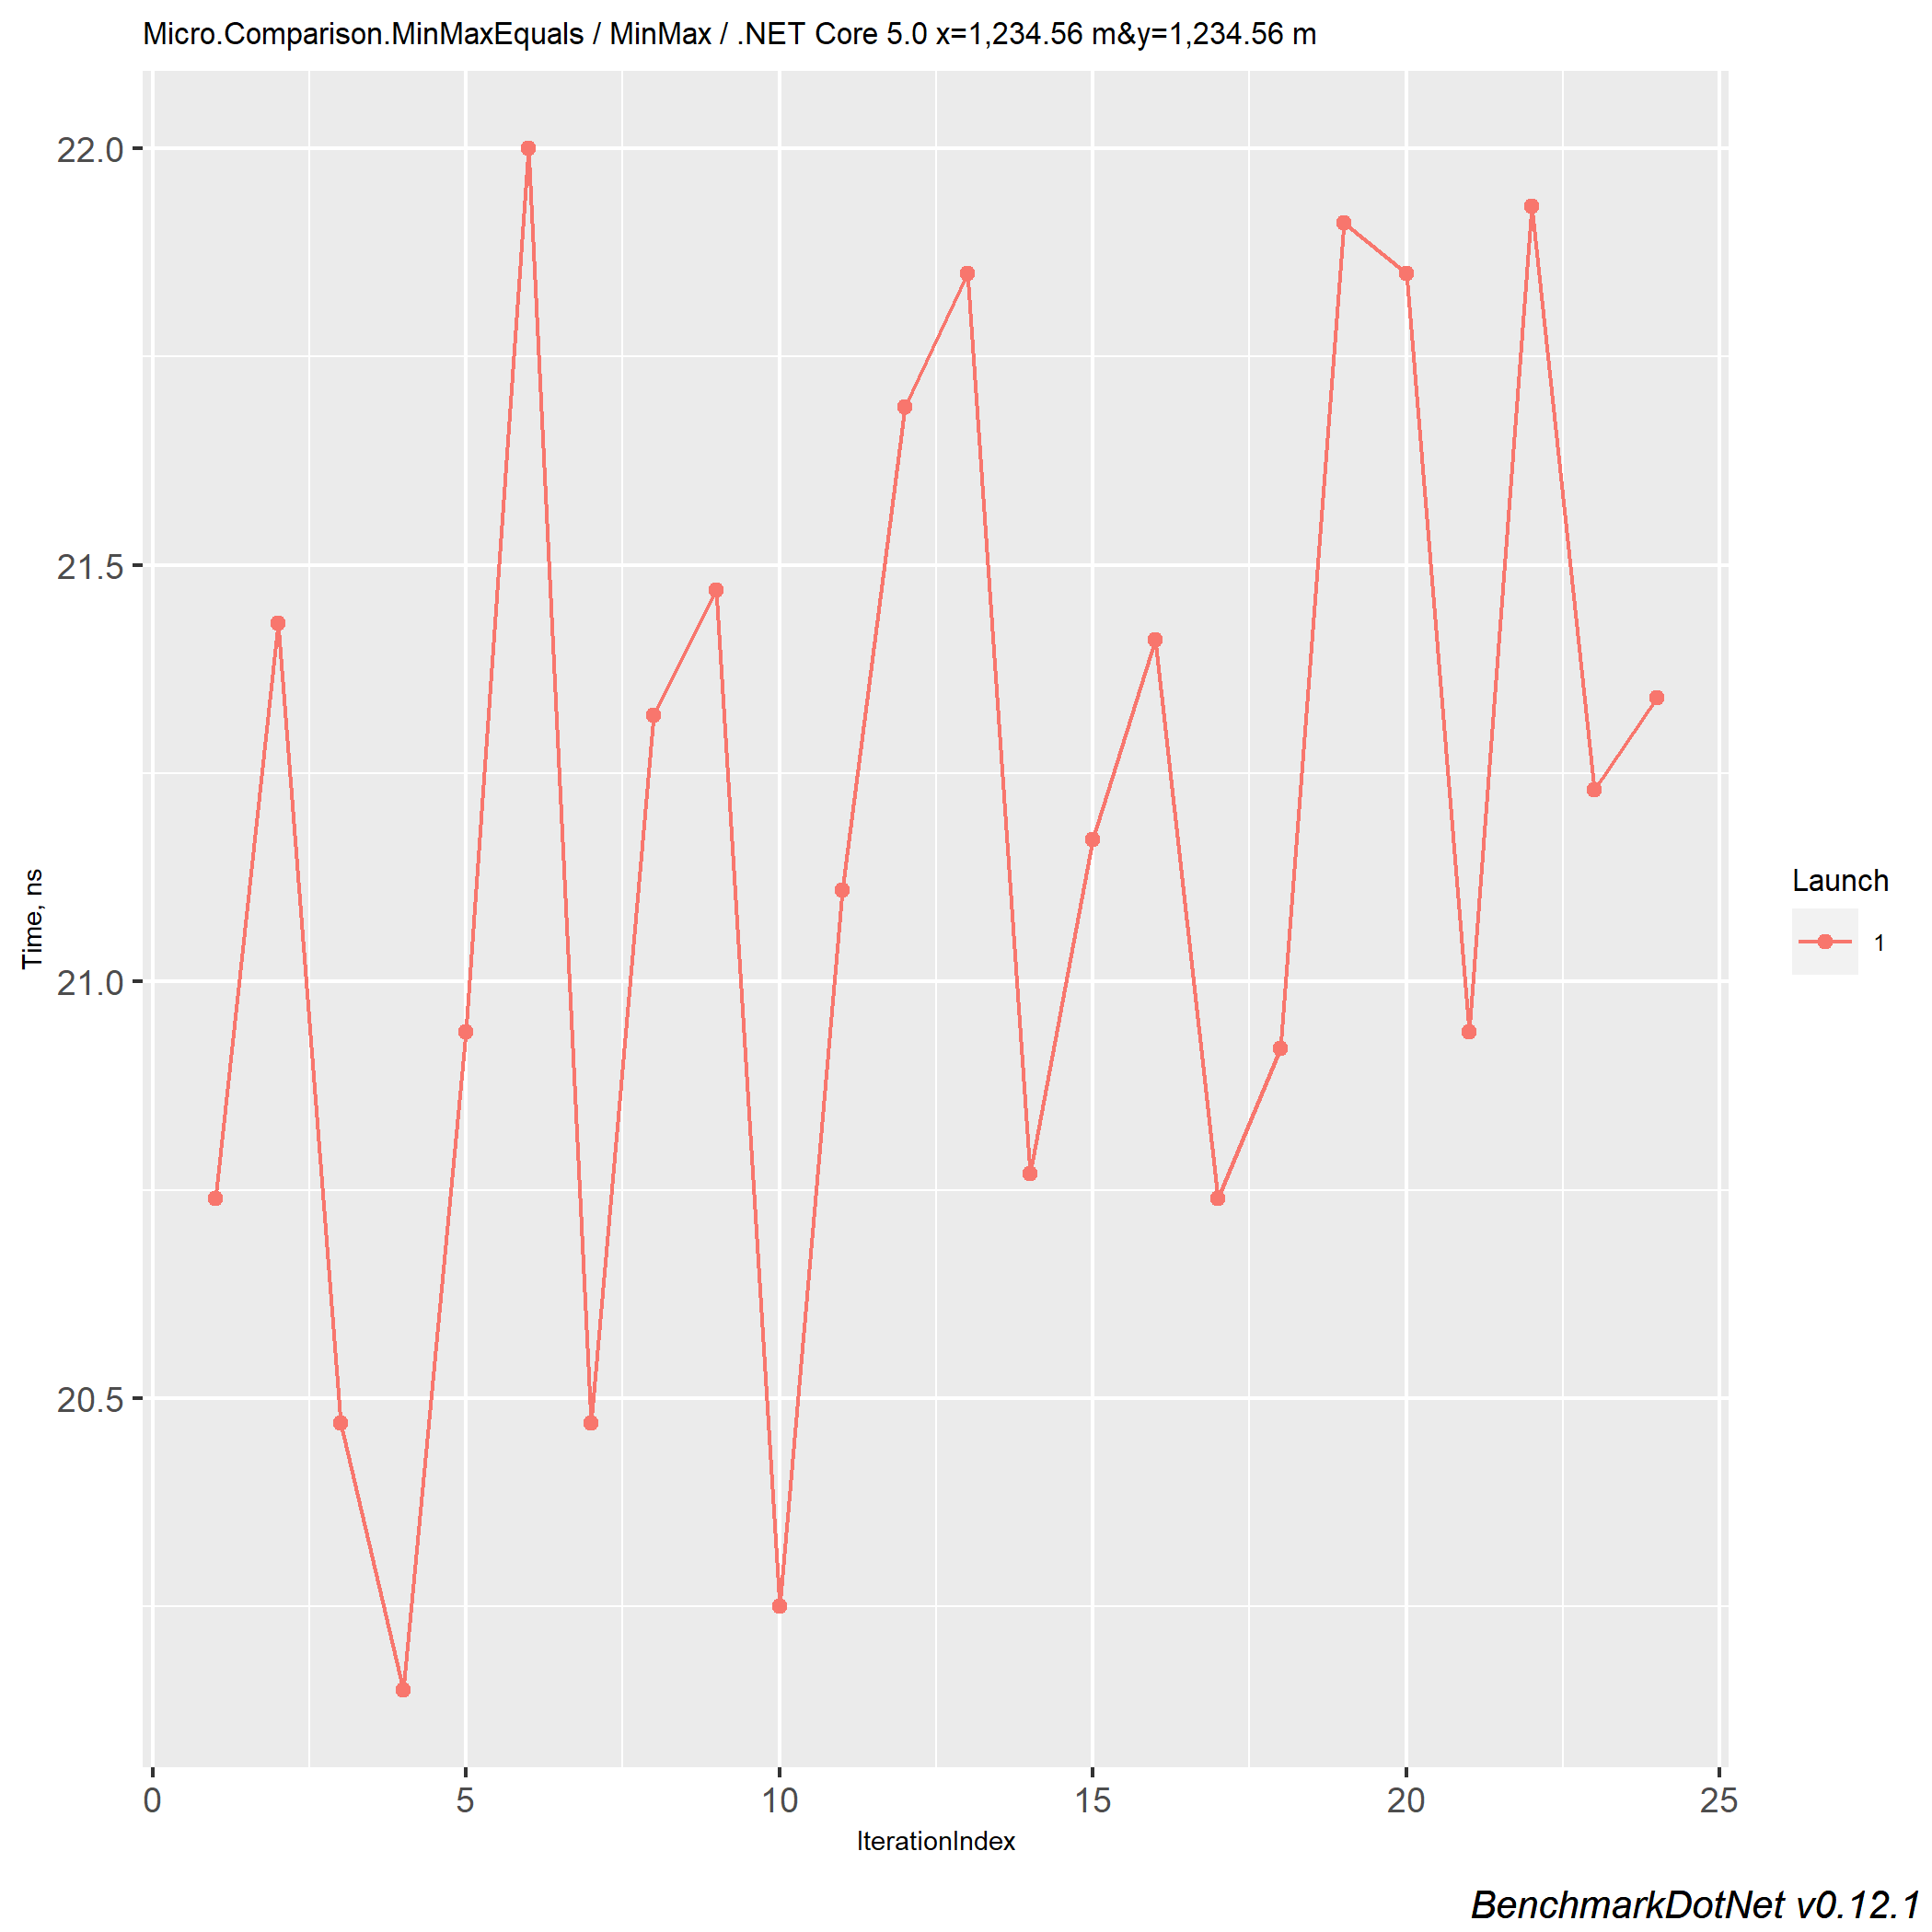 Micro.Comparison.MinMaxEquals / MinMax / .NET Core 5.0 x=1,234.56 m&y=1,234.56 m
22.0
21.5
21.0
20.5
Time, ns
0 5 10 15 20 25
IterationIndex
Launch
1
BenchmarkDotNet v0.12.1